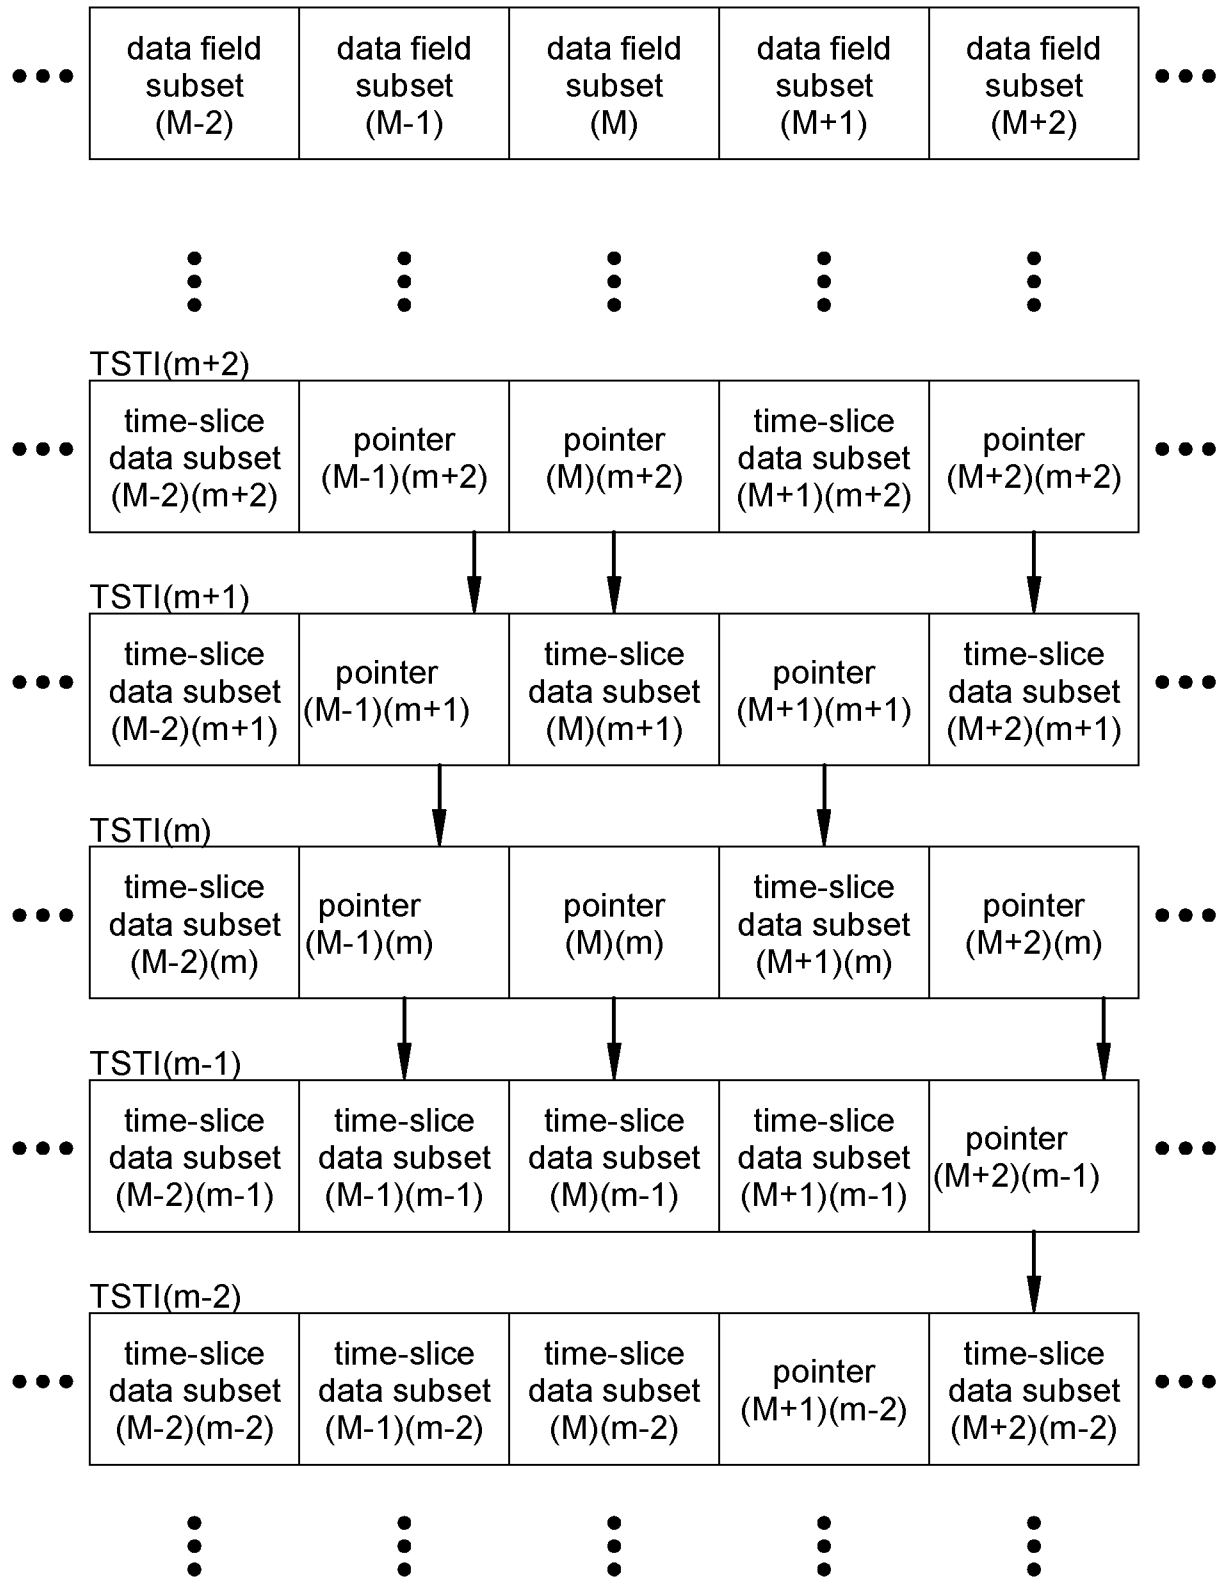 data field
subset
(M-2)
data field
subset
(M-1)
data field
subset
(M)
data field
subset
(M+1)
data field
subset
(M+2)
TSTI(m+2)
time-slice
data subset
(M-2)(m+2)
pointer
(M-1)(m+2)
pointer
(M)(m+2)
time-slice
data subset
(M+1)(m+2)
pointer
(M+2)(m+2)
TSTI(m+1)
time-slice
data subset
(M-2)(m+1)
pointer
(M-1)(m+1)
time-slice
data subset
(M)(m+1)
pointer
(M+1)(m+1)
time-slice
data subset
(M+2)(m+1)
TSTI(m)
time-slice
data subset
(M-2)(m)
pointer
(M-1)(m)
pointer
(M)(m)
time-slice
data subset
(M+1)(m)
pointer
(M+2)(m)
TSTI(m-1)
time-slice
data subset
(M-2)(m-1)
time-slice
data subset
(M-1)(m-1)
time-slice
data subset
(M)(m-1)
time-slice
data subset
(M+1)(m-1)
pointer
(M+2)(m-1)
TSTI(m-2)
time-slice
data subset
(M-2)(m-2)
time-slice
data subset
(M-1)(m-2)
time-slice
data subset
(M)(m-2)
pointer
(M+1)(m-2)
time-slice
data subset
(M+2)(m-2)